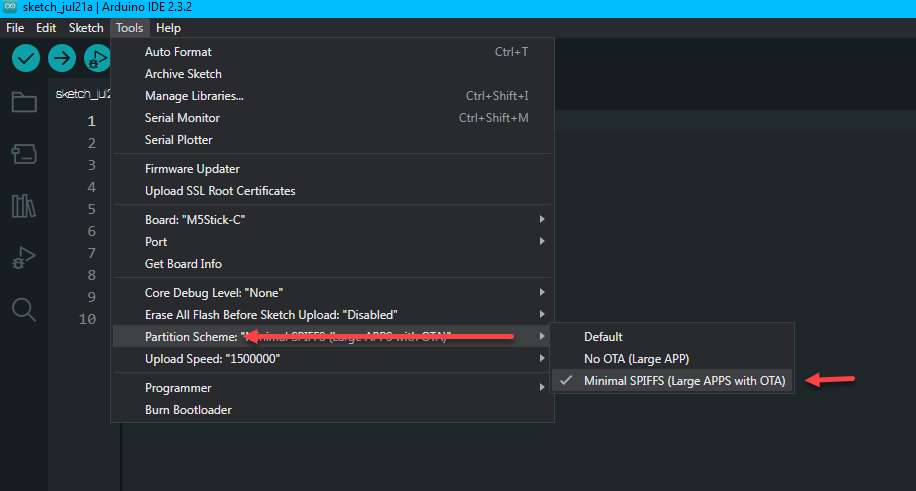 sketch_jul21a | Arduino IDE 2.3.2
File Edit Sketch Tools Help
Auto Format Ctrl+T
Archive Sketch
Manage Libraries... Ctrl+Shift+I
Serial Monitor Ctrl+Shift+M
Serial Plotter
Firmware Updater
Upload SSL Root Certificates
Board: "M5Stick-C"
Port
Get Board Info
Core Debug Level: "None"
Erase All Flash Before Sketch Upload: "Disabled"
Partition Scheme: "Minimal SPIFFS (Large APPS with OTA)"
Upload Speed: "1500000"
Programmer
Burn Bootloader
Default
No OTA (Large APP)
Minimal SPIFFS (Large APPS with OTA)
sketch_jul2
1
2
3
4
5
6
7
8
9
10